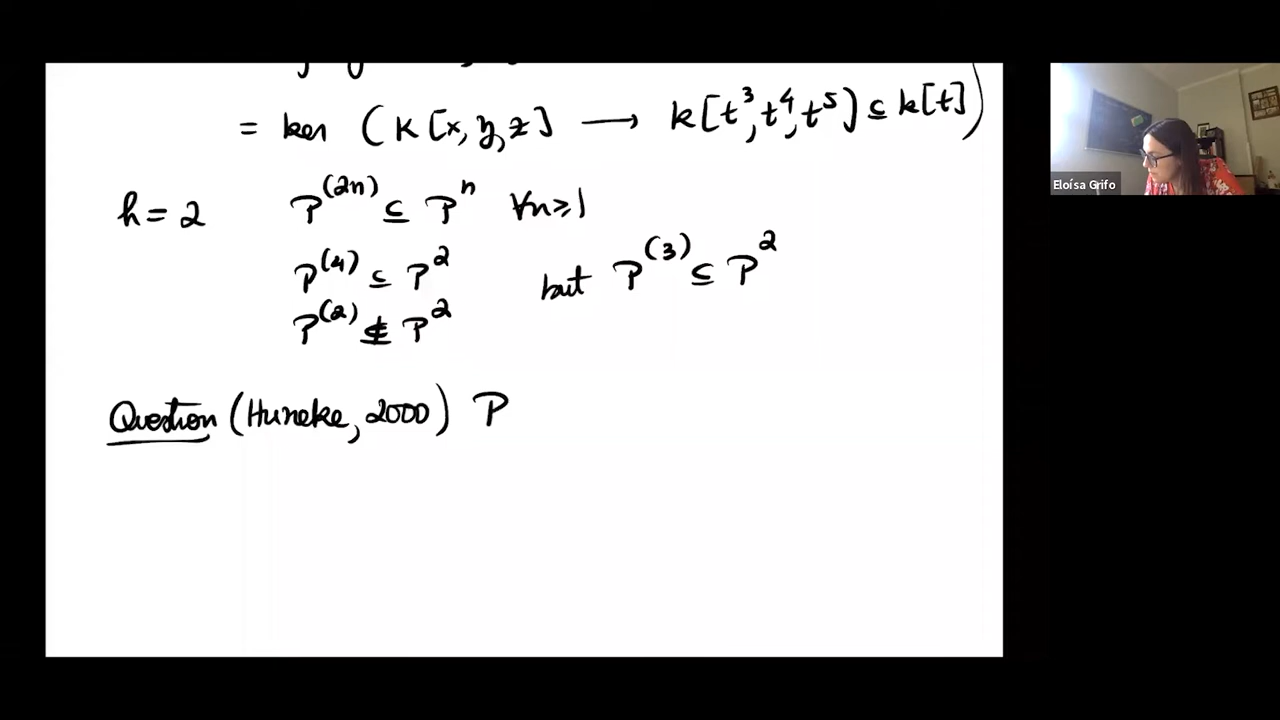 = ker (k[x,y,z] ⟶ k[t³,t⁴,t⁵] ⊆ k[t])
h = 2 P^(2n) ⊆ P^n ∀n≥1
P^(4) ⊆ P^2 but P^(3) ⊆ P^2
P^(2) ⊈ P^2
Question (Huneke, 2000) P
Eloísa Grifo